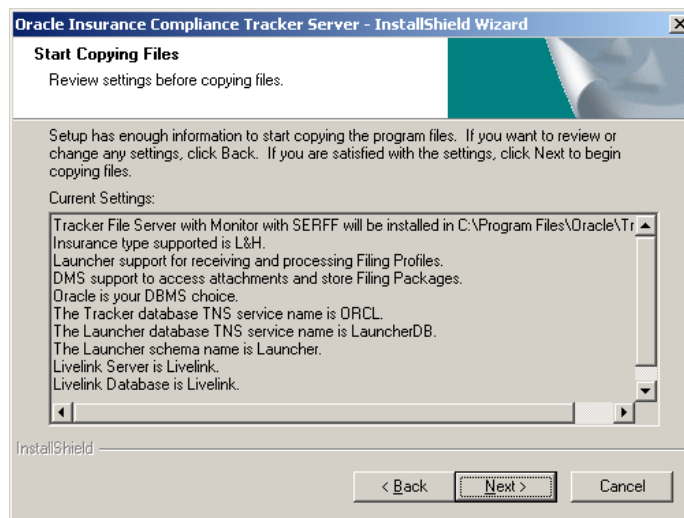 Oracle Insurance Compliance Tracker Server - InstallShield Wizard
Start Copying Files
Review settings before copying files.
Setup has enough information to start copying the program files. If you want to review or
change any settings, click Back. If you are satisfied with the settings, click Next to begin
copying files.
Current Settings:
Tracker File Server with Monitor with SERFF will be installed in C:\Program Files\Oracle\Tr
Insurance type supported is L&H.
Launcher support for receiving and processing Filing Profiles.
DMS support to access attachments and store Filing Packages.
Oracle is your DBMS choice.
The Tracker database TNS service name is ORCL.
The Launcher database TNS service name is LauncherDB.
The Launcher schema name is Launcher.
Livelink Server is Livelink.
Livelink Database is Livelink.
InstallShield
< Back Next > Cancel